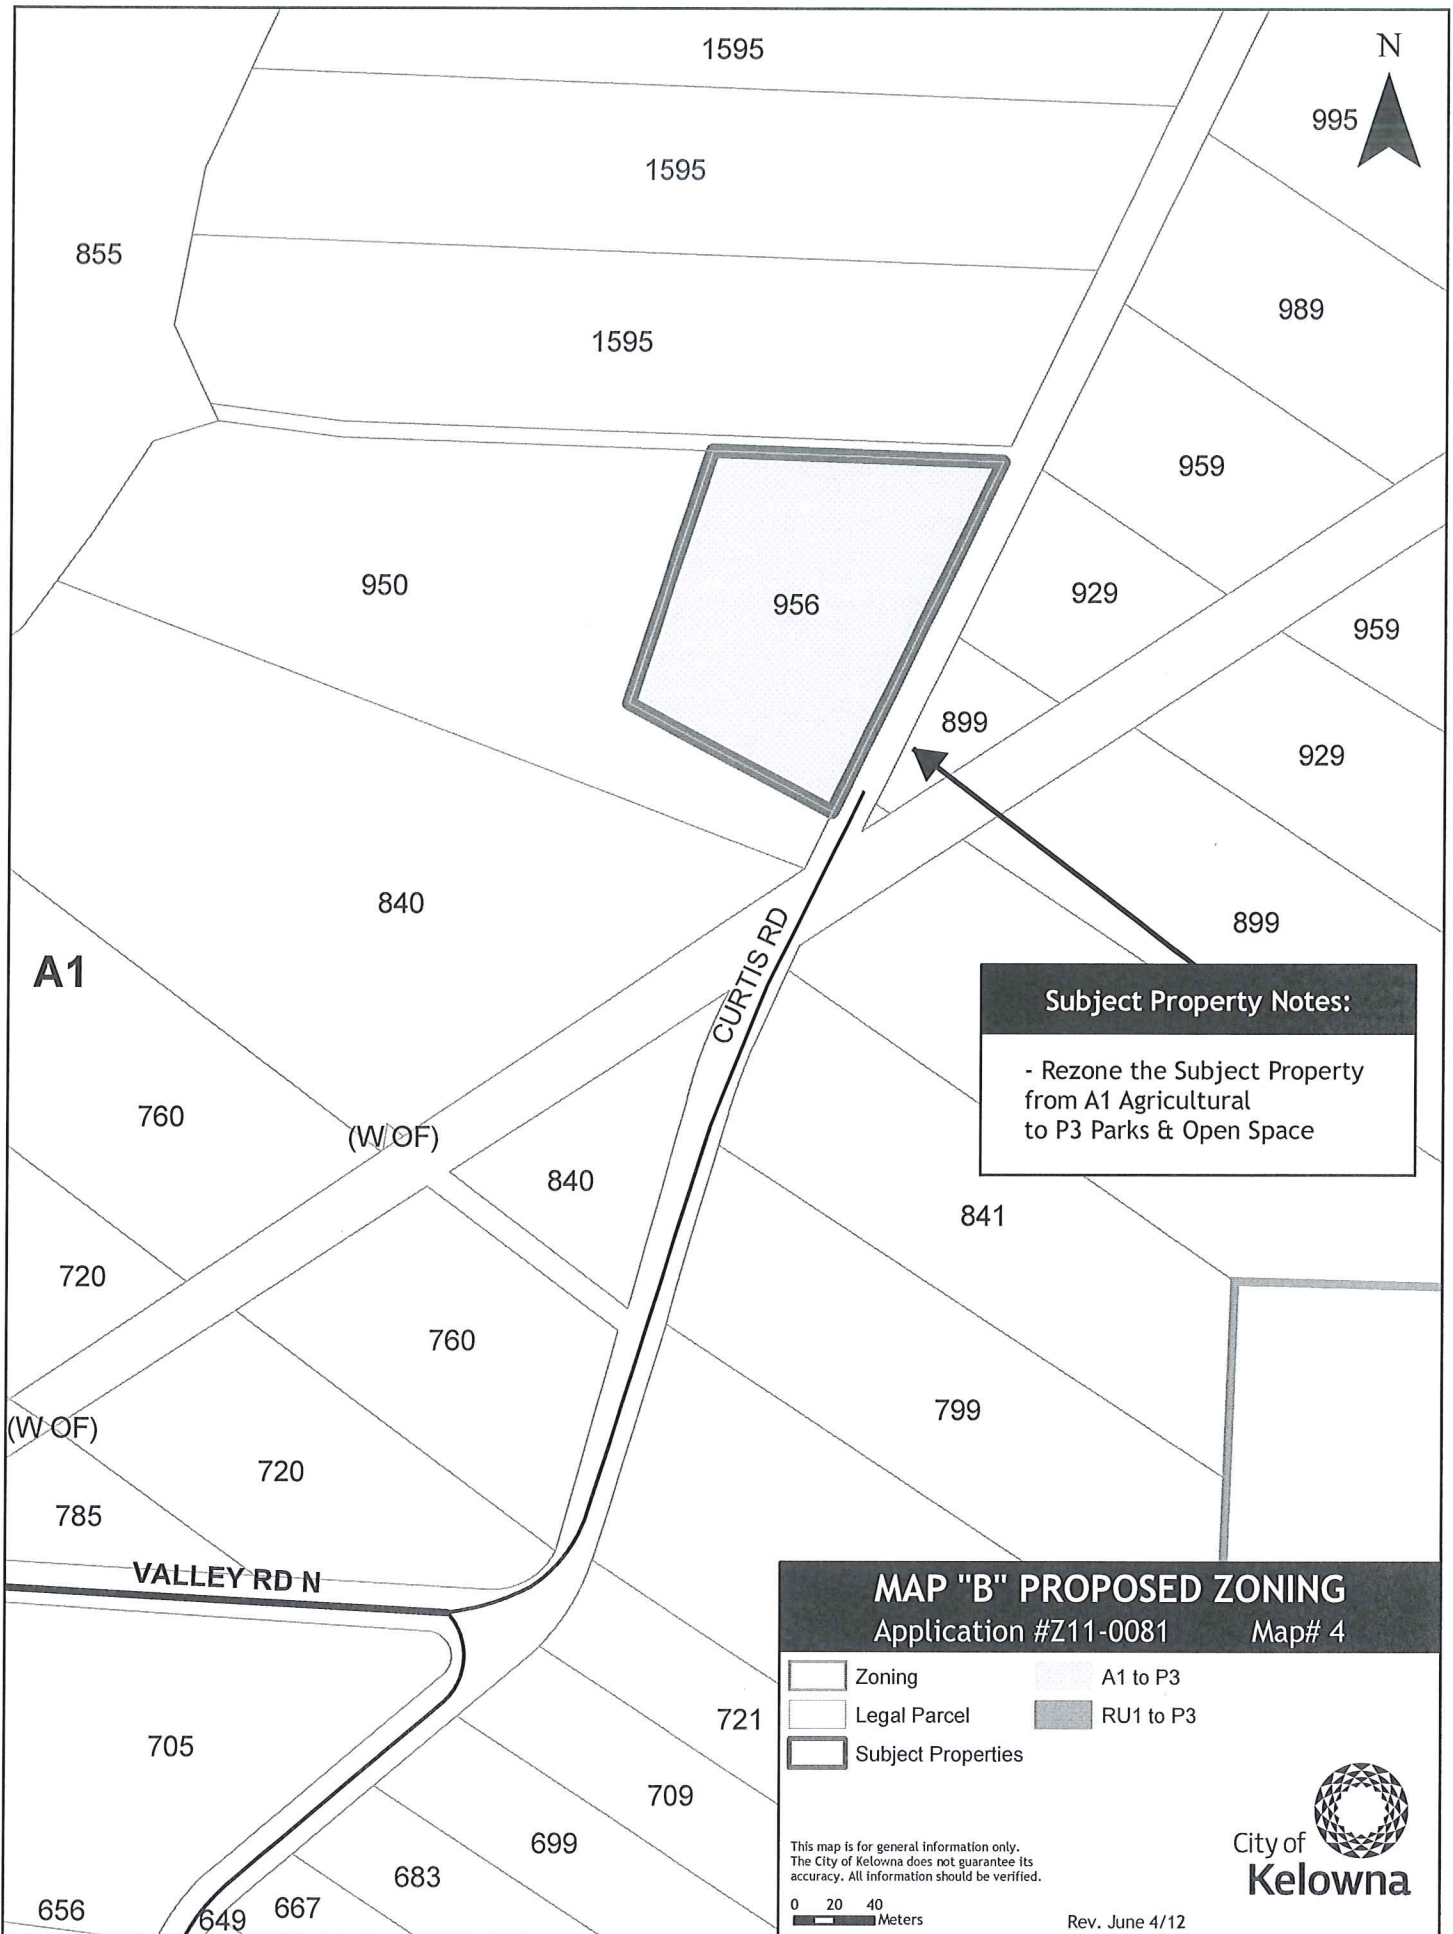 1595
N
995
1595
855
989
1595
959
950
956
929
959
899
929
840
899
CURTIS RD
A1
Subject Property Notes:
- Rezone the Subject Property
from A1 Agricultural
to P3 Parks & Open Space
760
(W OF)
840
841
720
760
799
(W OF)
720
785
VALLEY RD N
MAP "B" PROPOSED ZONING
Application #Z11-0081 Map# 4
Zoning A1 to P3
Legal Parcel RU1 to P3
Subject Properties
721
705
709
699
683
667
649
656
This map is for general information only.
The City of Kelowna does not guarantee its
accuracy. All information should be verified.
0 20 40
Meters
City of
Kelowna
Rev. June 4/12